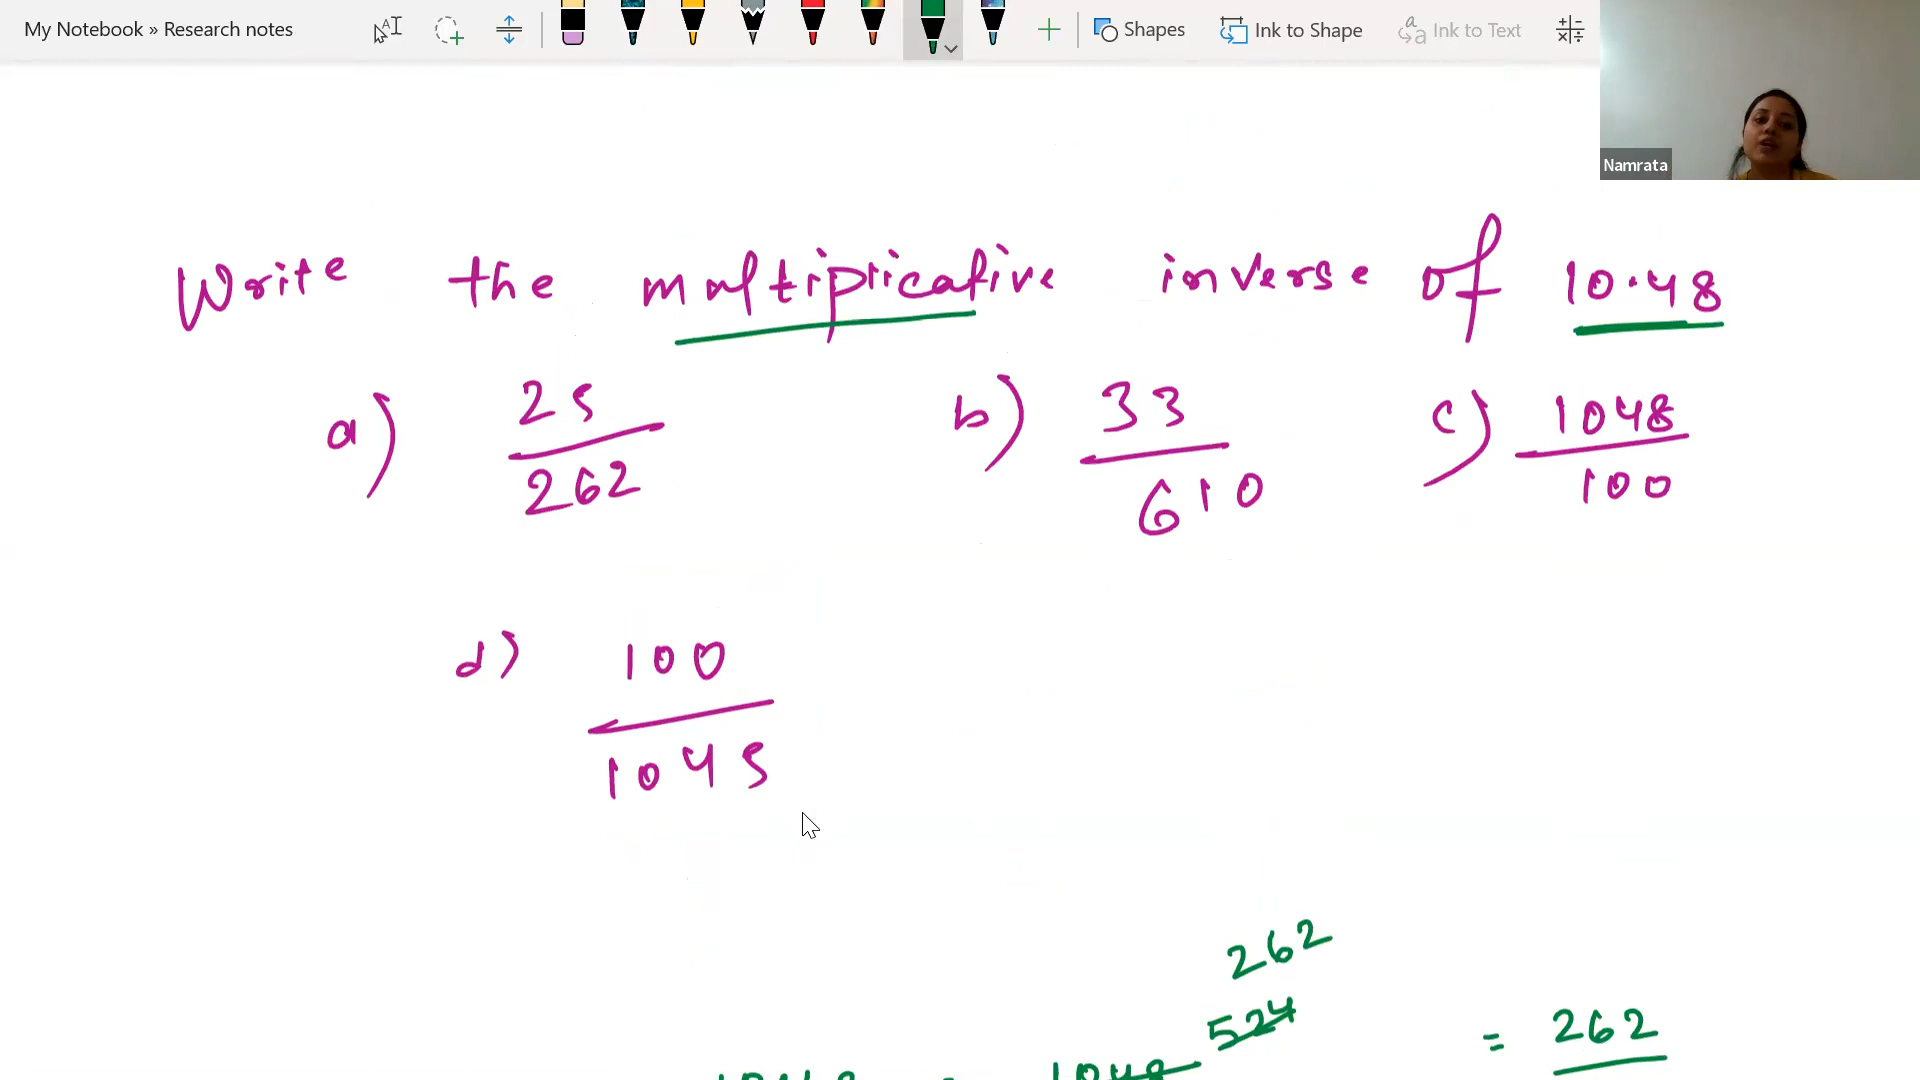 My Notebook » Research notes
Shapes
Ink to Shape
Ink to Text
Namrata
Write the multiplicative inverse of 10.48
a) 25/262 b) 33/610 c) 1048/100
d) 100/1045
262
524
= 262
1048